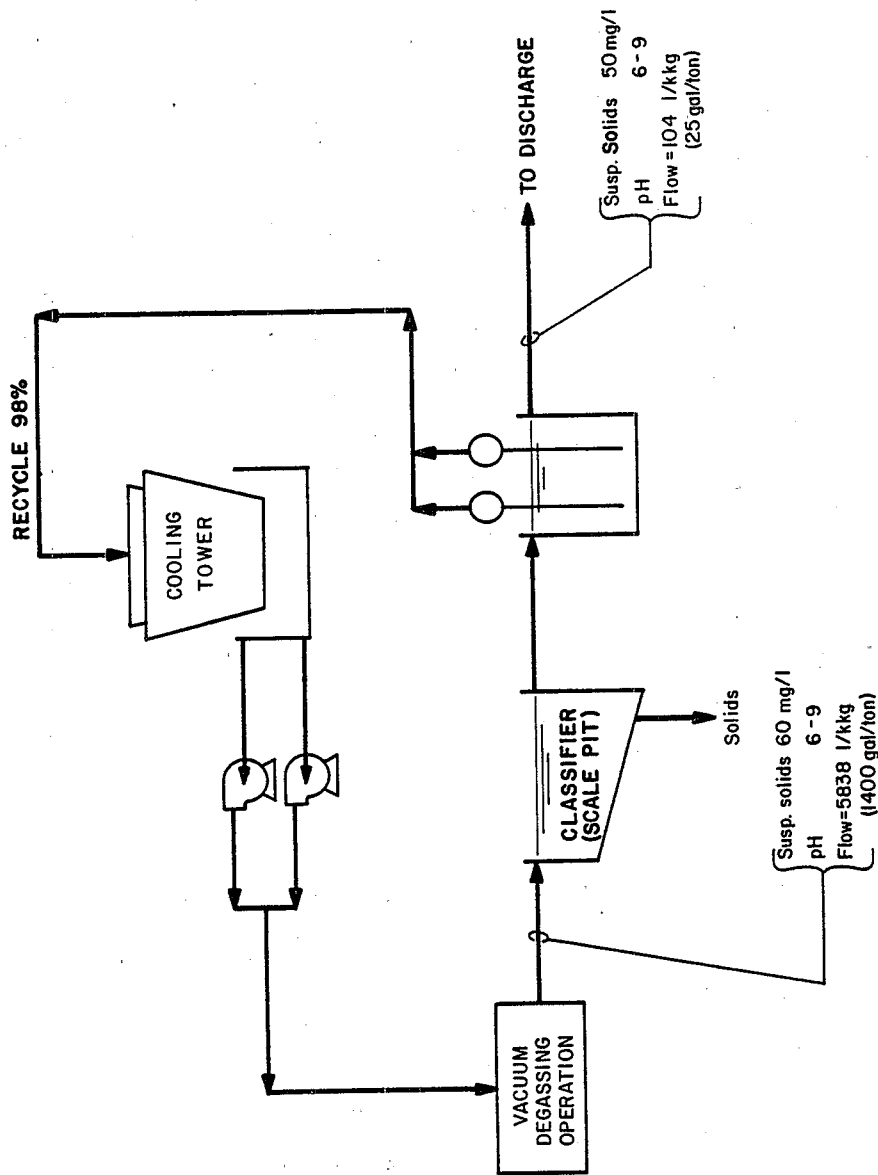 RECYCLE 98%
COOLING
TOWER
TO DISCHARGE
Susp. Solids 50 mg/l
pH 6-9
Flow=104 l/kkg
(25 gal/ton)
VACUUM
DEGASSING
OPERATION
CLASSIFIER
(SCALE PIT)
Solids
Susp. solids 60 mg/l
pH 6-9
Flow=5838 l/kkg
(1400 gal/ton)